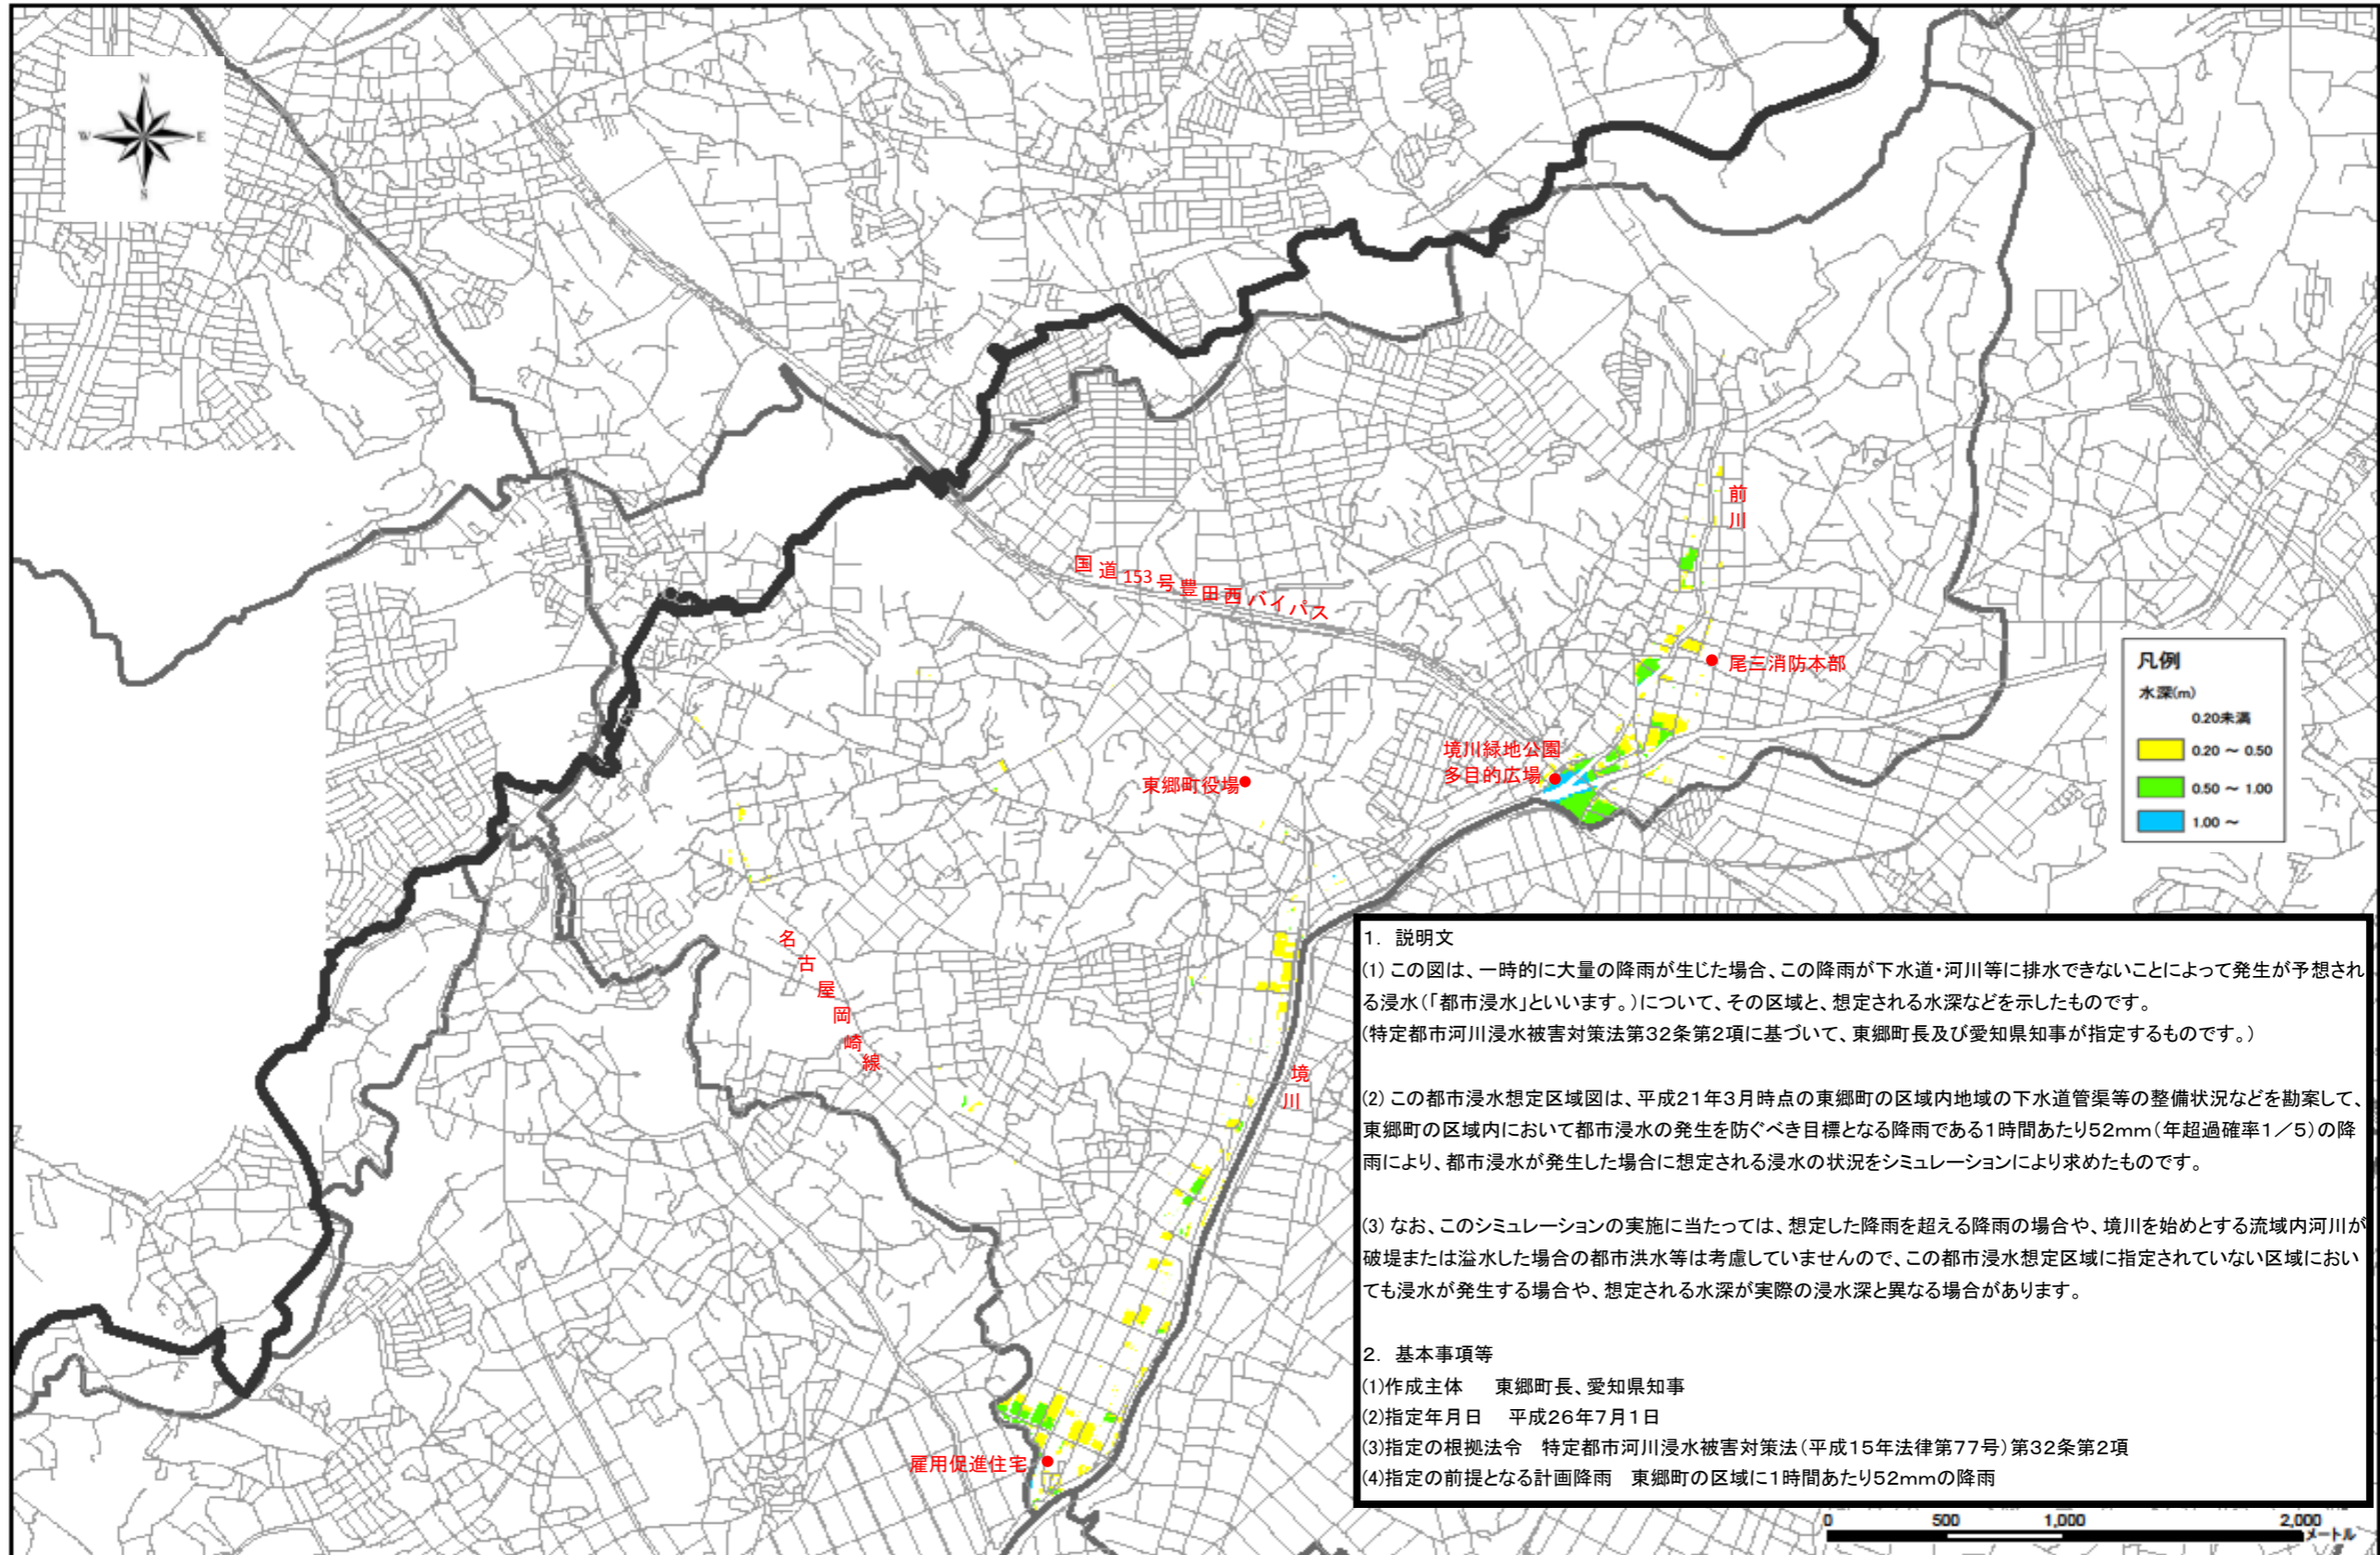 N
W
E
S
前川
国道153号豊田西バイパス
尾三消防本部
凡例
水深(m)
0.20未満
0.20 ～ 0.50
0.50 ～ 1.00
1.00 ～
境川緑地公園
多目的広場
東郷町役場
名古屋岡崎線
境川
雇用促進住宅
1. 説明文
(1) この図は、一時的に大量の降雨が生じた場合、この降雨が下水道・河川等に排水できないことによって発生が予想され
る浸水(「都市浸水」といいます。)について、その区域と、想定される水深などを示したものです。
(特定都市河川浸水被害対策法第32条第2項に基づいて、東郷町長及び愛知県知事が指定するものです。)
(2) この都市浸水想定区域図は、平成21年3月時点の東郷町の区域内地域の下水道管渠等の整備状況などを勘案して、
東郷町の区域内において都市浸水の発生を防ぐべき目標となる降雨である1時間あたり52mm(年超過確率1/5)の降
雨により、都市浸水が発生した場合に想定される浸水の状況をシミュレーションにより求めたものです。
(3) なお、このシミュレーションの実施に当たっては、想定した降雨を超える降雨の場合や、境川を始めとする流域内河川が
破堤または溢水した場合の都市洪水等は考慮していませんので、この都市浸水想定区域に指定されていない区域におい
ても浸水が発生する場合や、想定される水深が実際の浸水深と異なる場合があります。
2. 基本事項等
(1)作成主体 東郷町長、愛知県知事
(2)指定年月日 平成26年7月1日
(3)指定の根拠法令 特定都市河川浸水被害対策法(平成15年法律第77号)第32条第2項
(4)指定の前提となる計画降雨 東郷町の区域に1時間あたり52mmの降雨
0 500 1,000 2,000
メートル